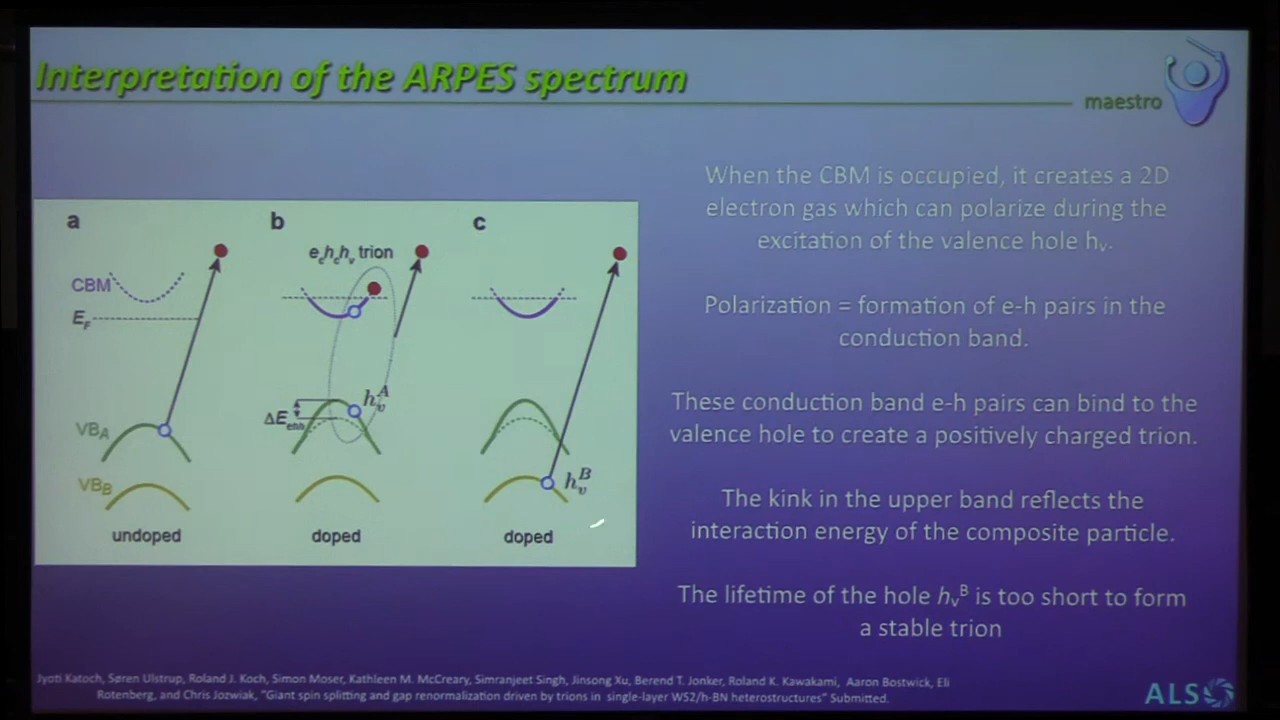 Interpretation of the ARPES spectrum
maestro
When the CBM is occupied, it creates a 2D
electron gas which can polarize during the
excitation of the valence hole hᵥ.
Polarization = formation of e-h pairs in the
conduction band.
These conduction band e-h pairs can bind to the
valence hole to create a positively charged trion.
The kink in the upper band reflects the
interaction energy of the composite particle.
The lifetime of the hole hᵥᴮ is too short to form
a stable trion
a
b
c
e꜀h꜀hᵥ trion
CBM
E_F
h_v^A
ΔE_ehh
VB_A
VB_B
h_v^B
undoped
doped
doped
Jyoti Katoch, Søren Ulstrup, Roland J. Koch, Simon Moser, Kathleen M. McCreary, Simranjeet Singh, Jinsong Xu, Berend T. Jonker, Roland K. Kawakami, Aaron Bostwick, Eli
Rotenberg, and Chris Jozwiak, "Giant spin splitting and gap renormalization driven by trions in single-layer WS2/h-BN heterostructures" Submitted.
ALS